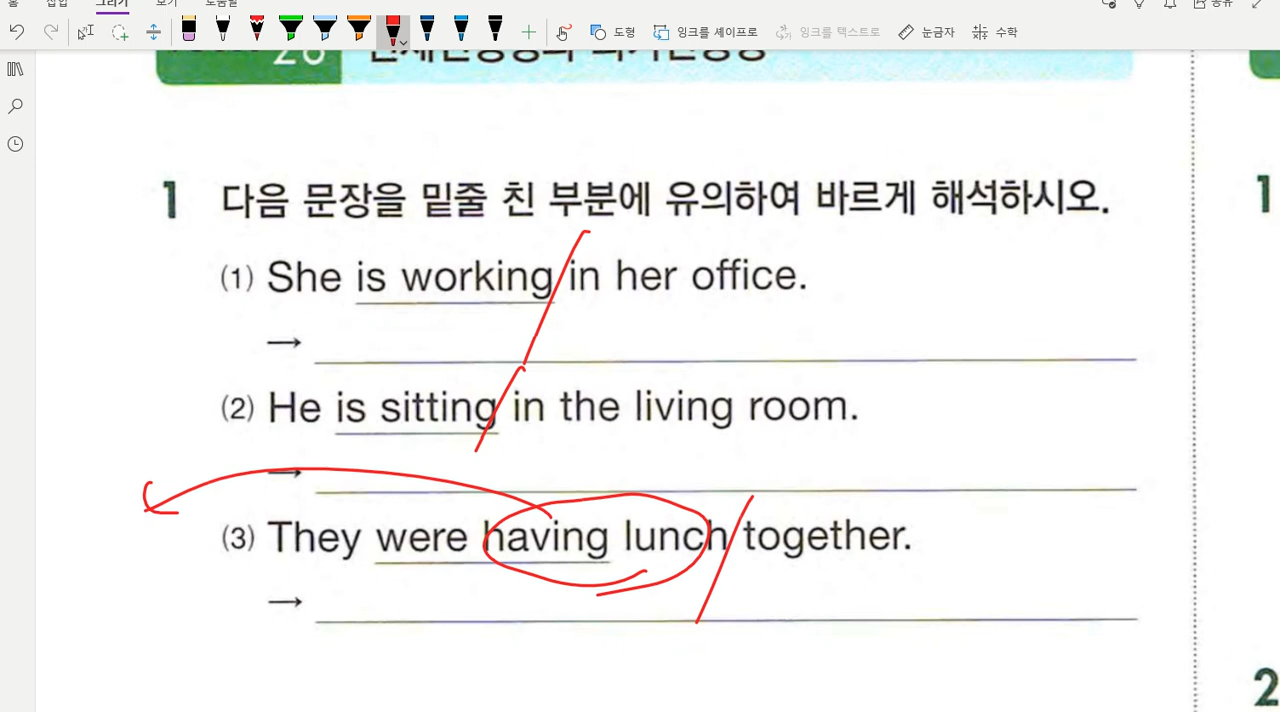 도형 잉크를 셰이프로 잉크를 텍스트로 눈금자 수학
1 다음 문장을 밑줄 친 부분에 유의하여 바르게 해석하시오.
(1) She is working in her office.
→
(2) He is sitting in the living room.
→
(3) They were having lunch together.
→
1
2